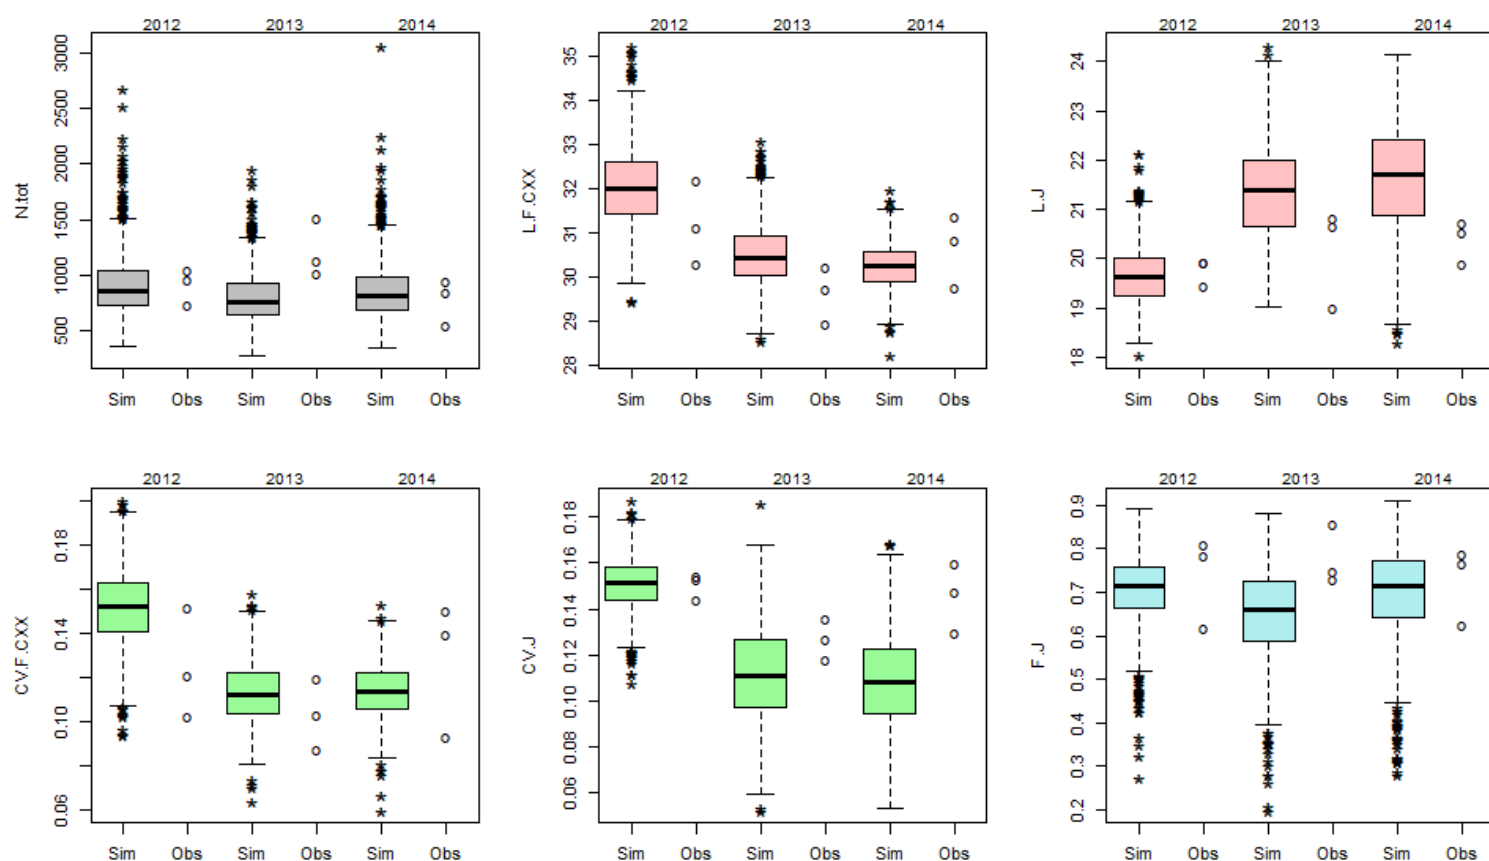 2012 2013 2014
N.tot
3000
2500
2000
1500
1000
500
Sim Obs Sim Obs Sim Obs
2012 2013 2014
L.F.CXX
35
34
33
32
31
30
29
28
Sim Obs Sim Obs Sim Obs
2012 2013 2014
L.J
24
23
22
21
20
19
18
Sim Obs Sim Obs Sim Obs
2012 2013 2014
CV.F.CXX
0.18
0.14
0.10
0.06
Sim Obs Sim Obs Sim Obs
2012 2013 2014
CV.J
0.18
0.16
0.14
0.12
0.10
0.08
0.06
Sim Obs Sim Obs Sim Obs
2012 2013 2014
F.J
0.9
0.8
0.7
0.6
0.5
0.4
0.3
0.2
Sim Obs Sim Obs Sim Obs